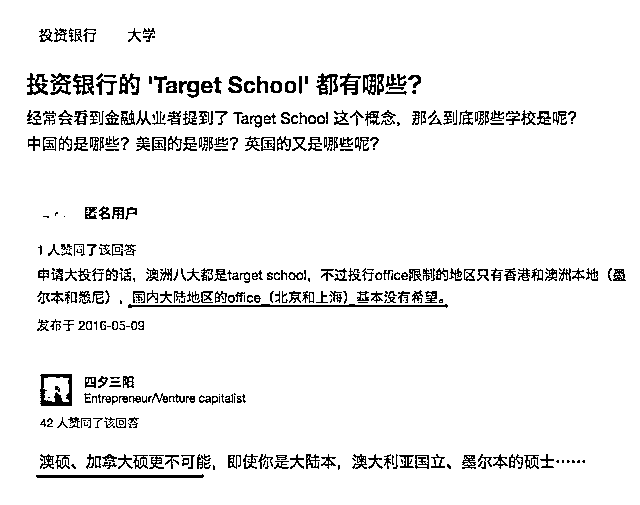 投资银行 大学
投资银行的 'Target School' 都有哪些？
经常会看到金融从业者提到了 Target School 这个概念，那么到底哪些学校是呢？
中国的是哪些？美国的是哪些？英国的又是哪些呢？
匿名用户
1 人赞同了该回答
申请大投行的话，澳洲八大都是target school，不过投行office限制的地区只有香港和澳洲本地（墨
尔本和悉尼），国内大陆地区的office（北京和上海）基本没有希望。
发布于 2016-05-09
四夕三阳
Entrepreneur/Venture capitalist
42 人赞同了该回答
澳硕、加拿大硕更不可能，即使你是大陆本，澳大利亚国立、墨尔本的硕士……